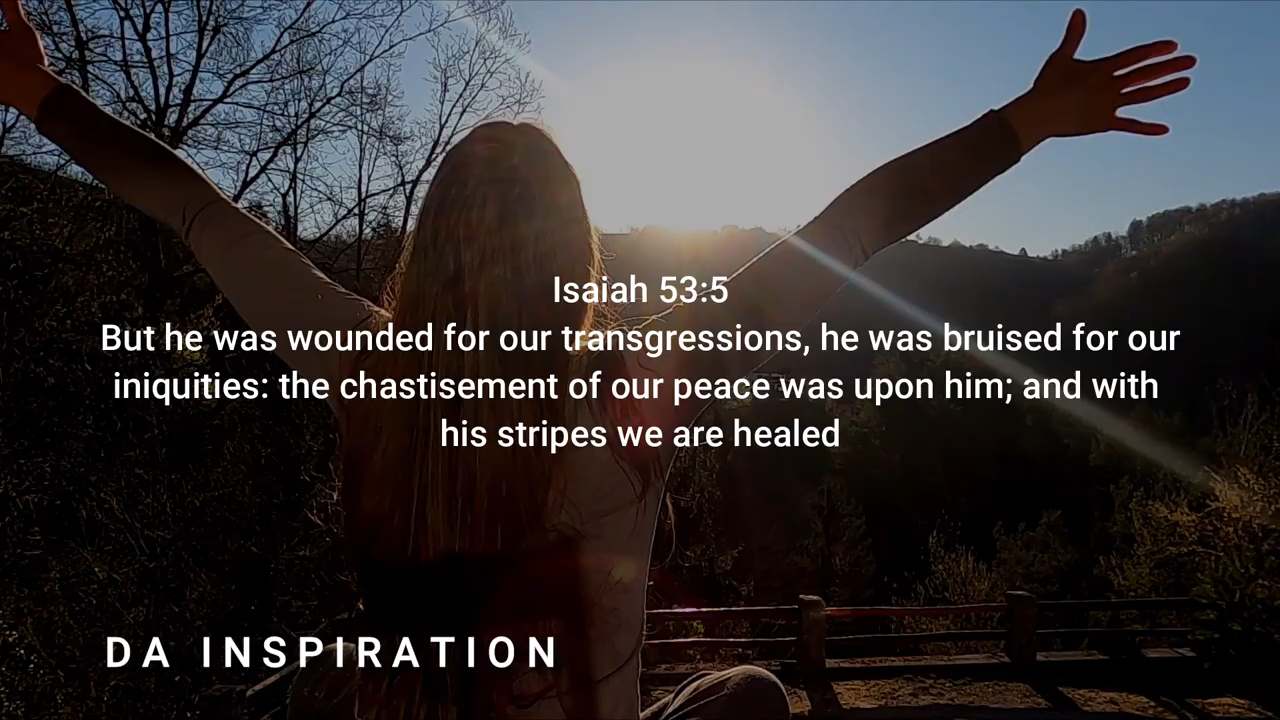 Isaiah 53:5
But he was wounded for our transgressions, he was bruised for our
iniquities: the chastisement of our peace was upon him; and with
his stripes we are healed
DA INSPIRATION